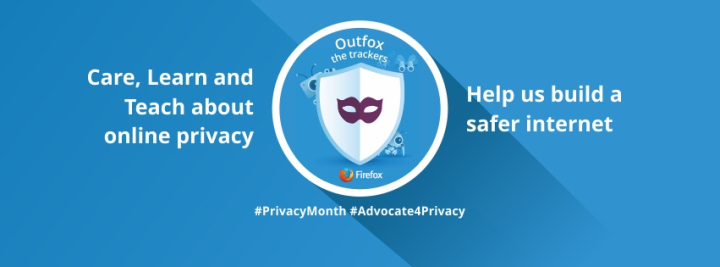 Care, Learn and
Teach about
online privacy
Outfox
the trackers
Firefox
Help us build a
safer internet
#PrivacyMonth #Advocate4Privacy